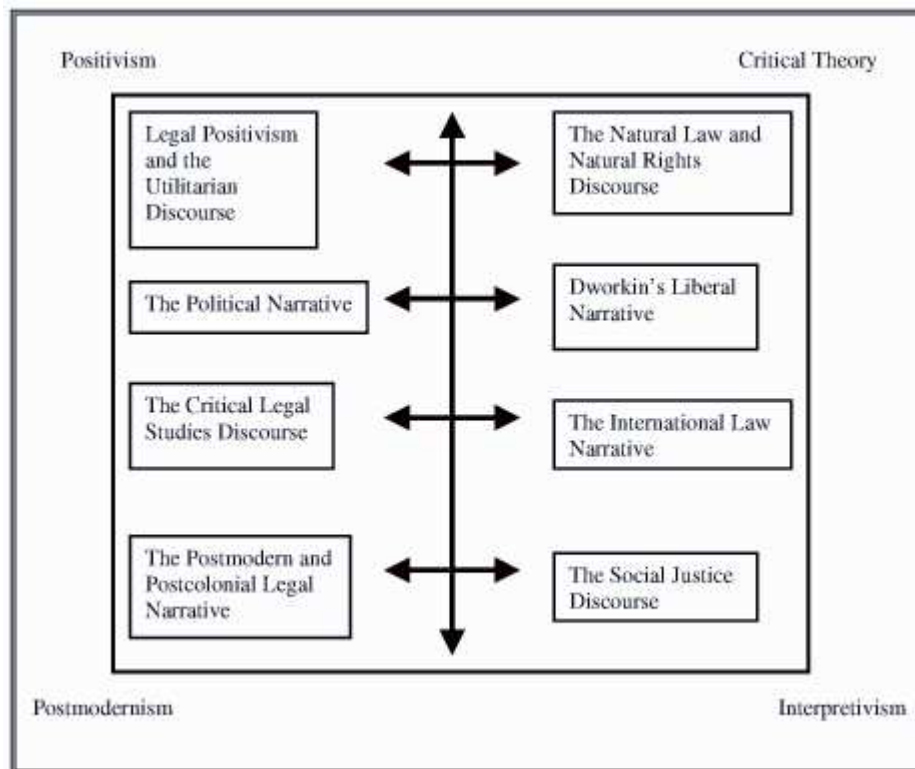 Positivism
Critical Theory
Legal Positivism
and the
Utilitarian
Discourse
The Natural Law and
Natural Rights
Discourse
The Political Narrative
Dworkin's Liberal
Narrative
The Critical Legal
Studies Discourse
The International Law
Narrative
The Postmodern and
Postcolonial Legal
Narrative
The Social Justice
Discourse
Postmodernism
Interpretivism